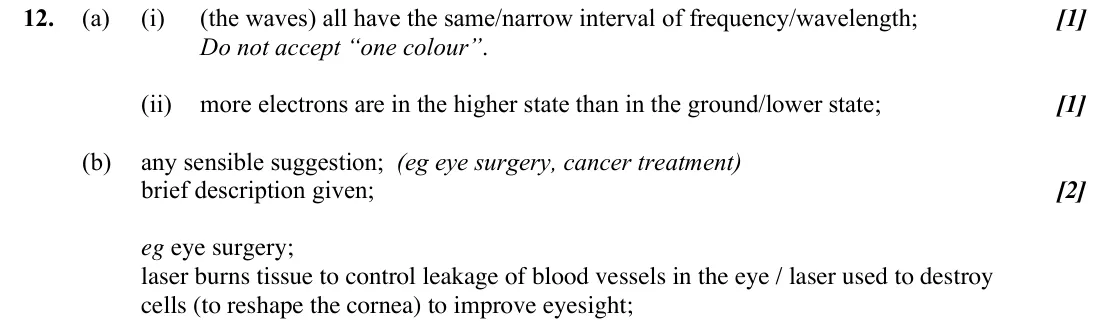 12. (a) (i) (the waves) all have the same/narrow interval of frequency/wavelength; [1]
Do not accept “one colour”.
(ii) more electrons are in the higher state than in the ground/lower state; [1]
(b) any sensible suggestion; (eg eye surgery, cancer treatment)
brief description given; [2]
eg eye surgery;
laser burns tissue to control leakage of blood vessels in the eye / laser used to destroy
cells (to reshape the cornea) to improve eyesight;